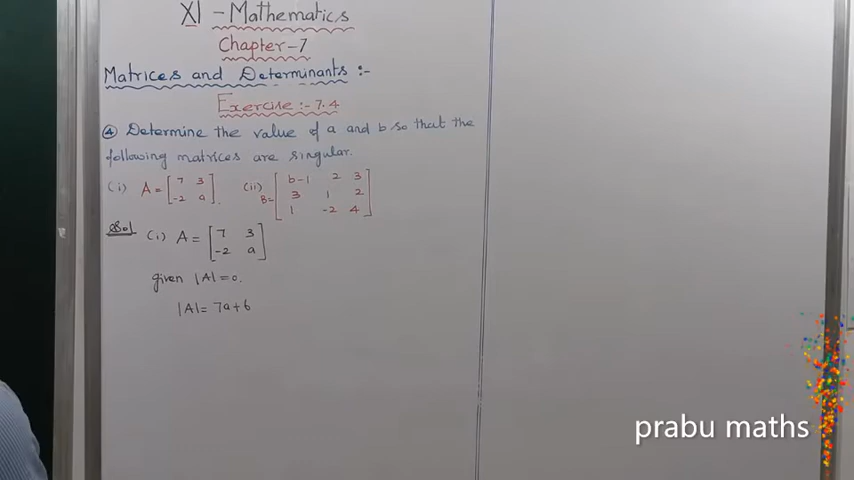 XI - Mathematics
Chapter-7
Matrices and Determinants :-
Exercise :- 7.4
④ Determine the value of a and b so that the
following matrices are singular.
(i) A = [ 7 3 (ii) B = [ b-1 2 3
-2 a ] 3 1 2
1 -2 4 ]
Sol (i) A = [ 7 3
-2 a ]
given |A| = 0.
|A| = 7a + 6
prabu maths